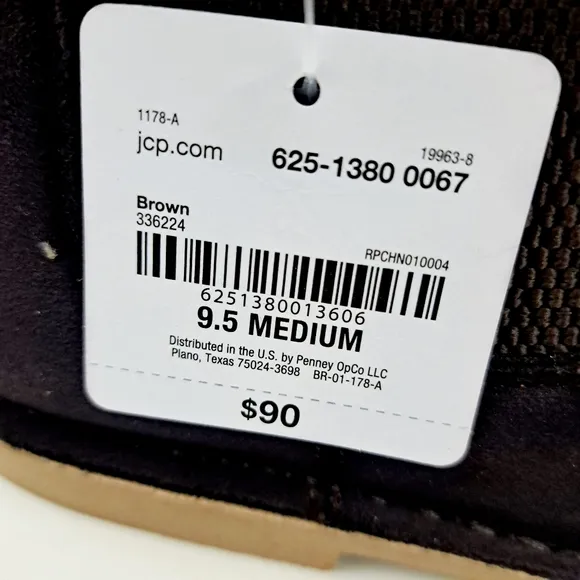 1178-A
19963-8
jcp.com
625-1380 0067
Brown
336224
RPCHN010004
6251380013606
9.5 MEDIUM
Distributed in the U.S. by Penney OpCo LLC
Plano, Texas 75024-3698 BR-01-178-A
$90